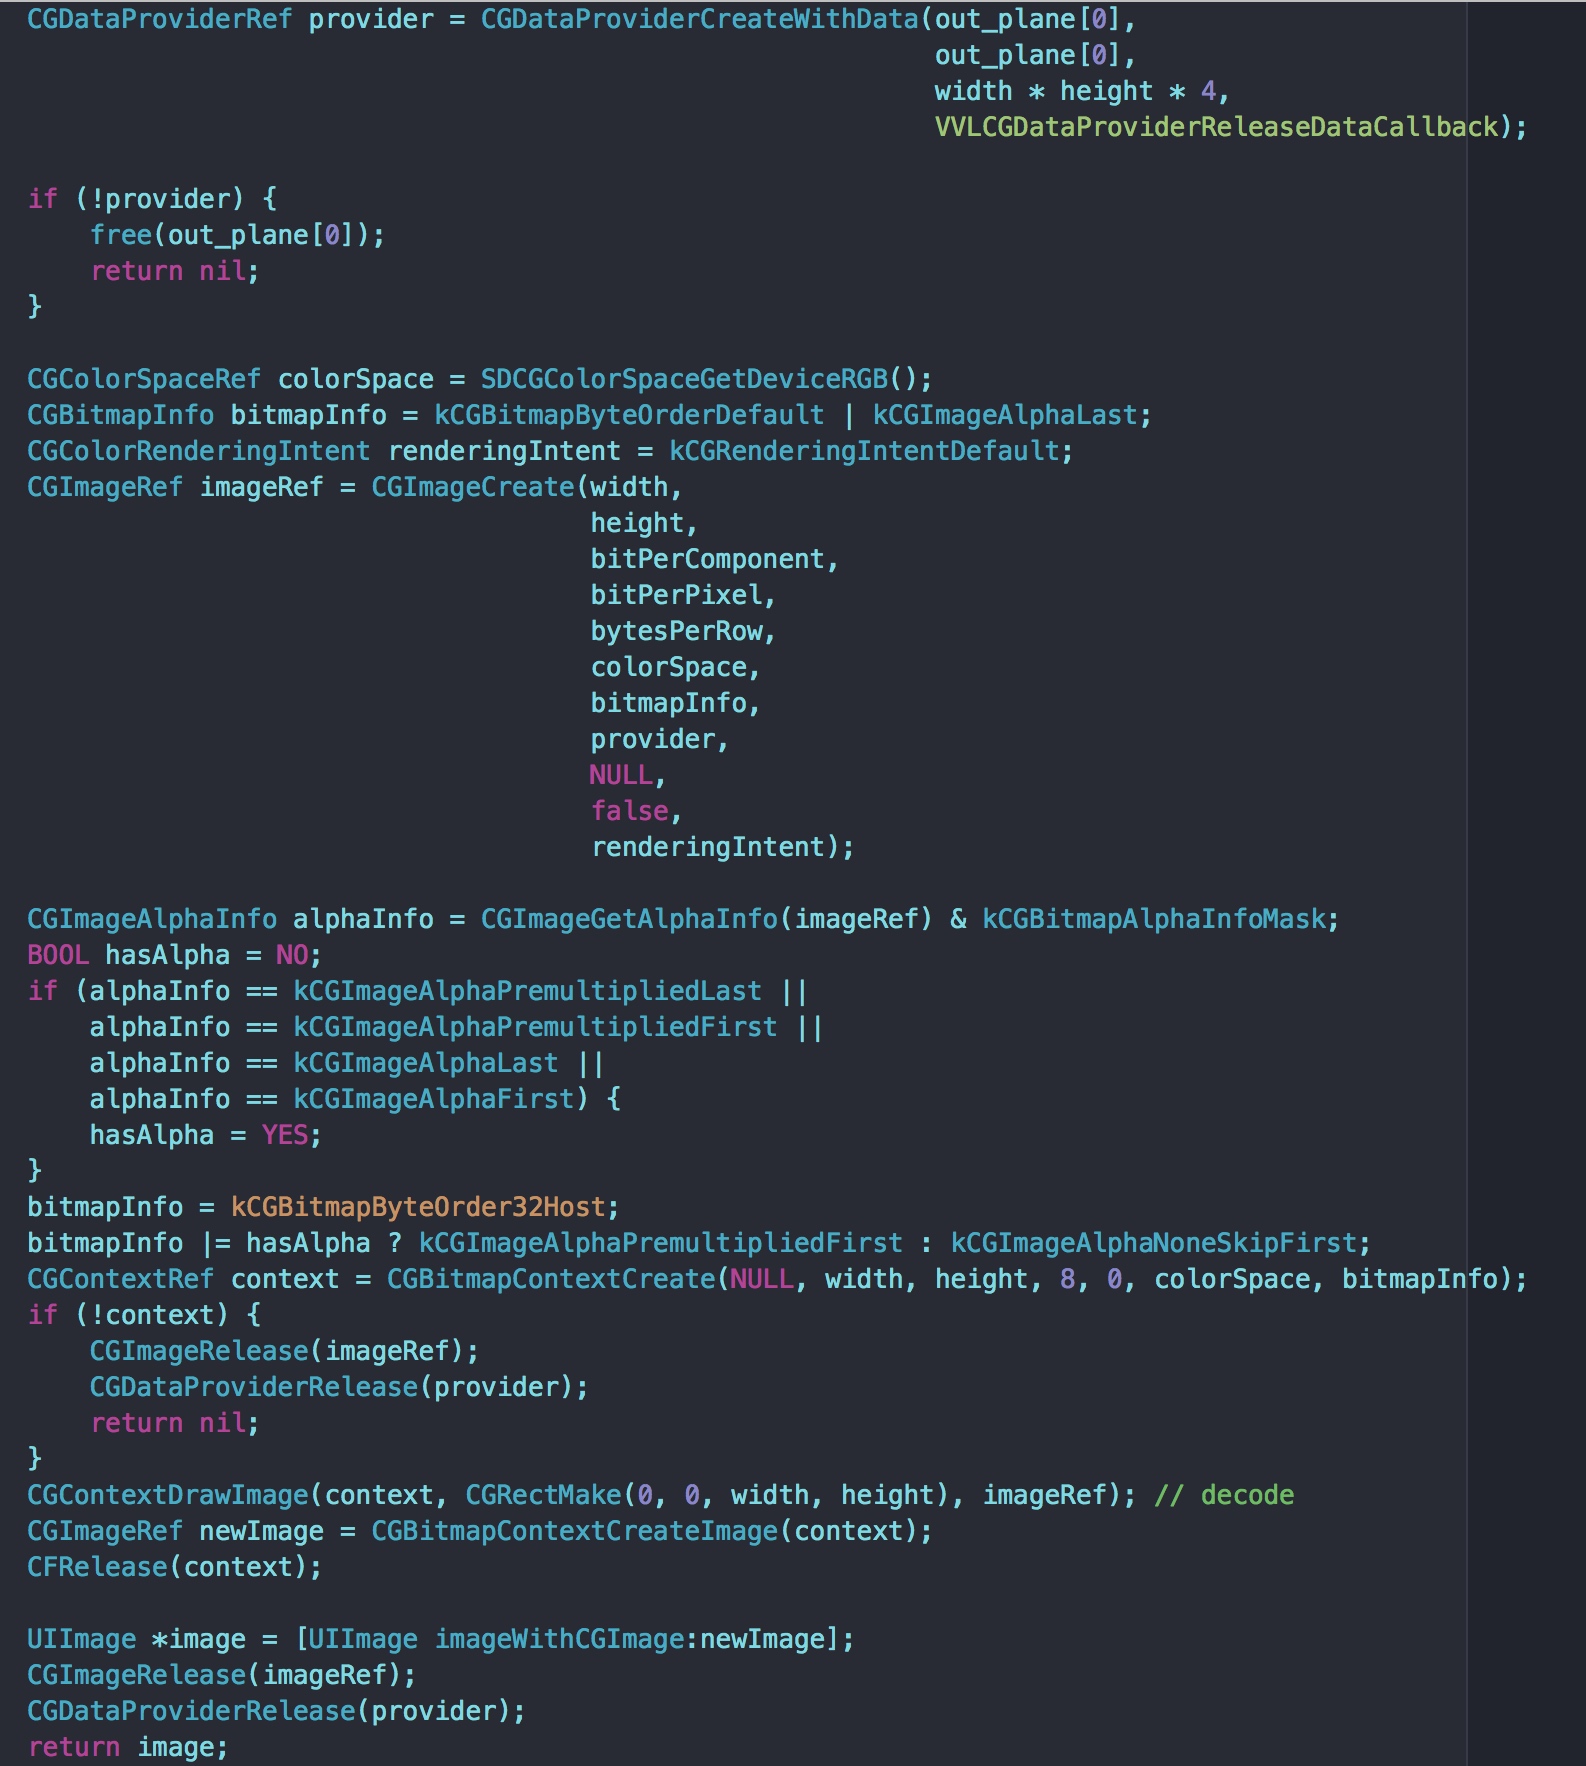 CGDataProviderRef provider = CGDataProviderCreateWithData(out_plane[0],
out_plane[0],
width * height * 4,
VVLCGDataProviderReleaseDataCallback);
if (!provider) {
free(out_plane[0]);
return nil;
}
CGColorSpaceRef colorSpace = SDCGColorSpaceGetDeviceRGB();
CGBitmapInfo bitmapInfo = kCGBitmapByteOrderDefault | kCGImageAlphaLast;
CGColorRenderingIntent renderingIntent = kCGRenderingIntentDefault;
CGImageRef imageRef = CGImageCreate(width,
height,
bitPerComponent,
bitPerPixel,
bytesPerRow,
colorSpace,
bitmapInfo,
provider,
NULL,
false,
renderingIntent);
CGImageAlphaInfo alphaInfo = CGImageGetAlphaInfo(imageRef) & kCGBitmapAlphaInfoMask;
BOOL hasAlpha = NO;
if (alphaInfo == kCGImageAlphaPremultipliedLast ||
alphaInfo == kCGImageAlphaPremultipliedFirst ||
alphaInfo == kCGImageAlphaLast ||
alphaInfo == kCGImageAlphaFirst) {
hasAlpha = YES;
}
bitmapInfo = kCGBitmapByteOrder32Host;
bitmapInfo |= hasAlpha ? kCGImageAlphaPremultipliedFirst : kCGImageAlphaNoneSkipFirst;
CGContextRef context = CGBitmapContextCreate(NULL, width, height, 8, 0, colorSpace, bitmapInfo);
if (!context) {
CGImageRelease(imageRef);
CGDataProviderRelease(provider);
return nil;
}
CGContextDrawImage(context, CGRectMake(0, 0, width, height), imageRef); // decode
CGImageRef newImage = CGBitmapContextCreateImage(context);
CFRelease(context);
UIImage *image = [UIImage imageWithCGImage:newImage];
CGImageRelease(imageRef);
CGDataProviderRelease(provider);
return image;